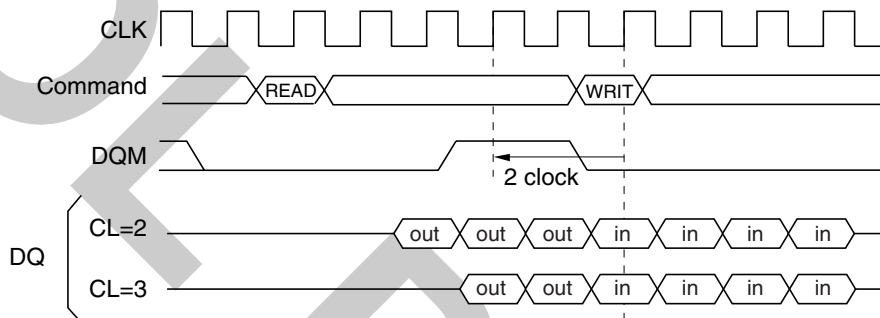 CLK
Command READ WRIT
DQM
2 clock
CL=2 out out out in in in in
DQ
CL=3 out out in in in in